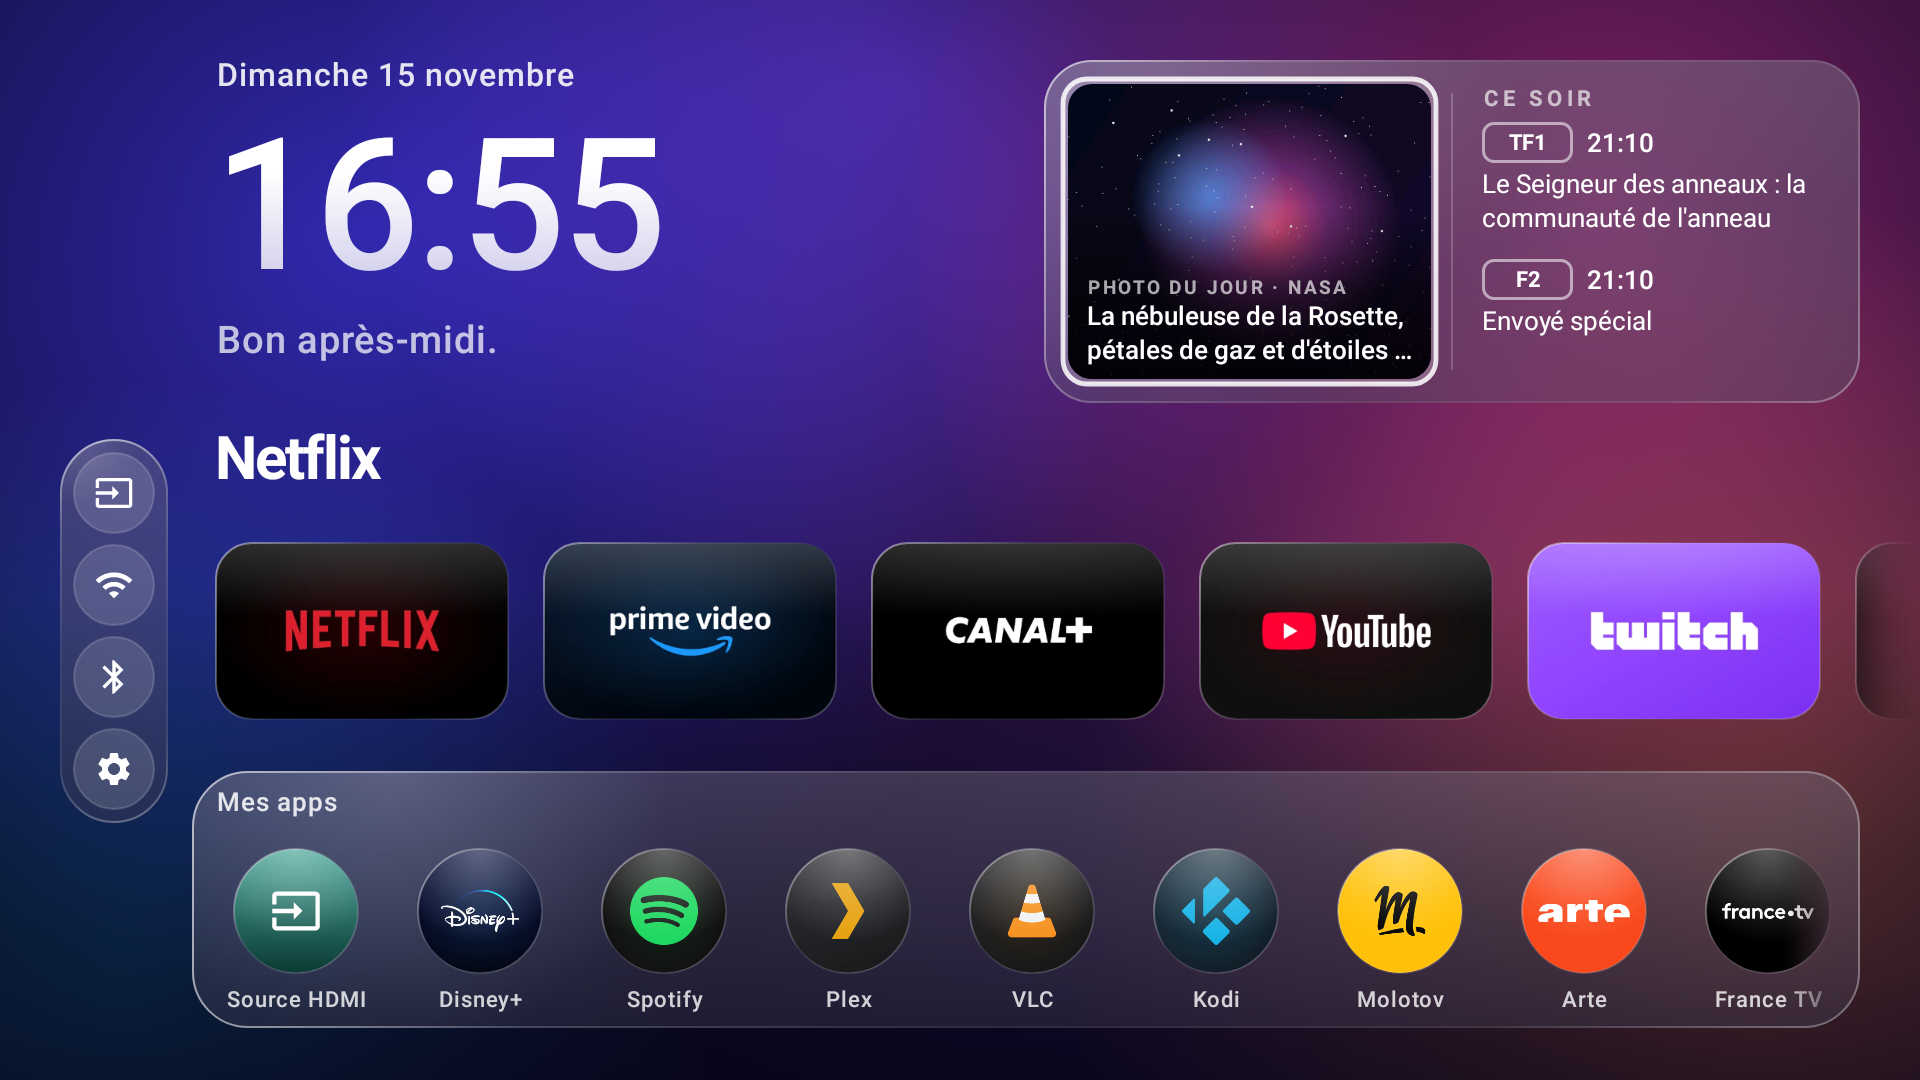 Dimanche 15 novembre
16:55
Bon après-midi.
PHOTO DU JOUR · NASA
La nébuleuse de la Rosette,
pétales de gaz et d'étoiles ...
CE SOIR
TF1 21:10
Le Seigneur des anneaux : la
communauté de l'anneau
F2 21:10
Envoyé spécial
Netflix
NETFLIX
prime video
CANAL+
YouTube
twitch
Mes apps
Disney+
M.
arte
france•tv
Source HDMI
Disney+
Spotify
Plex
VLC
Kodi
Molotov
Arte
France TV